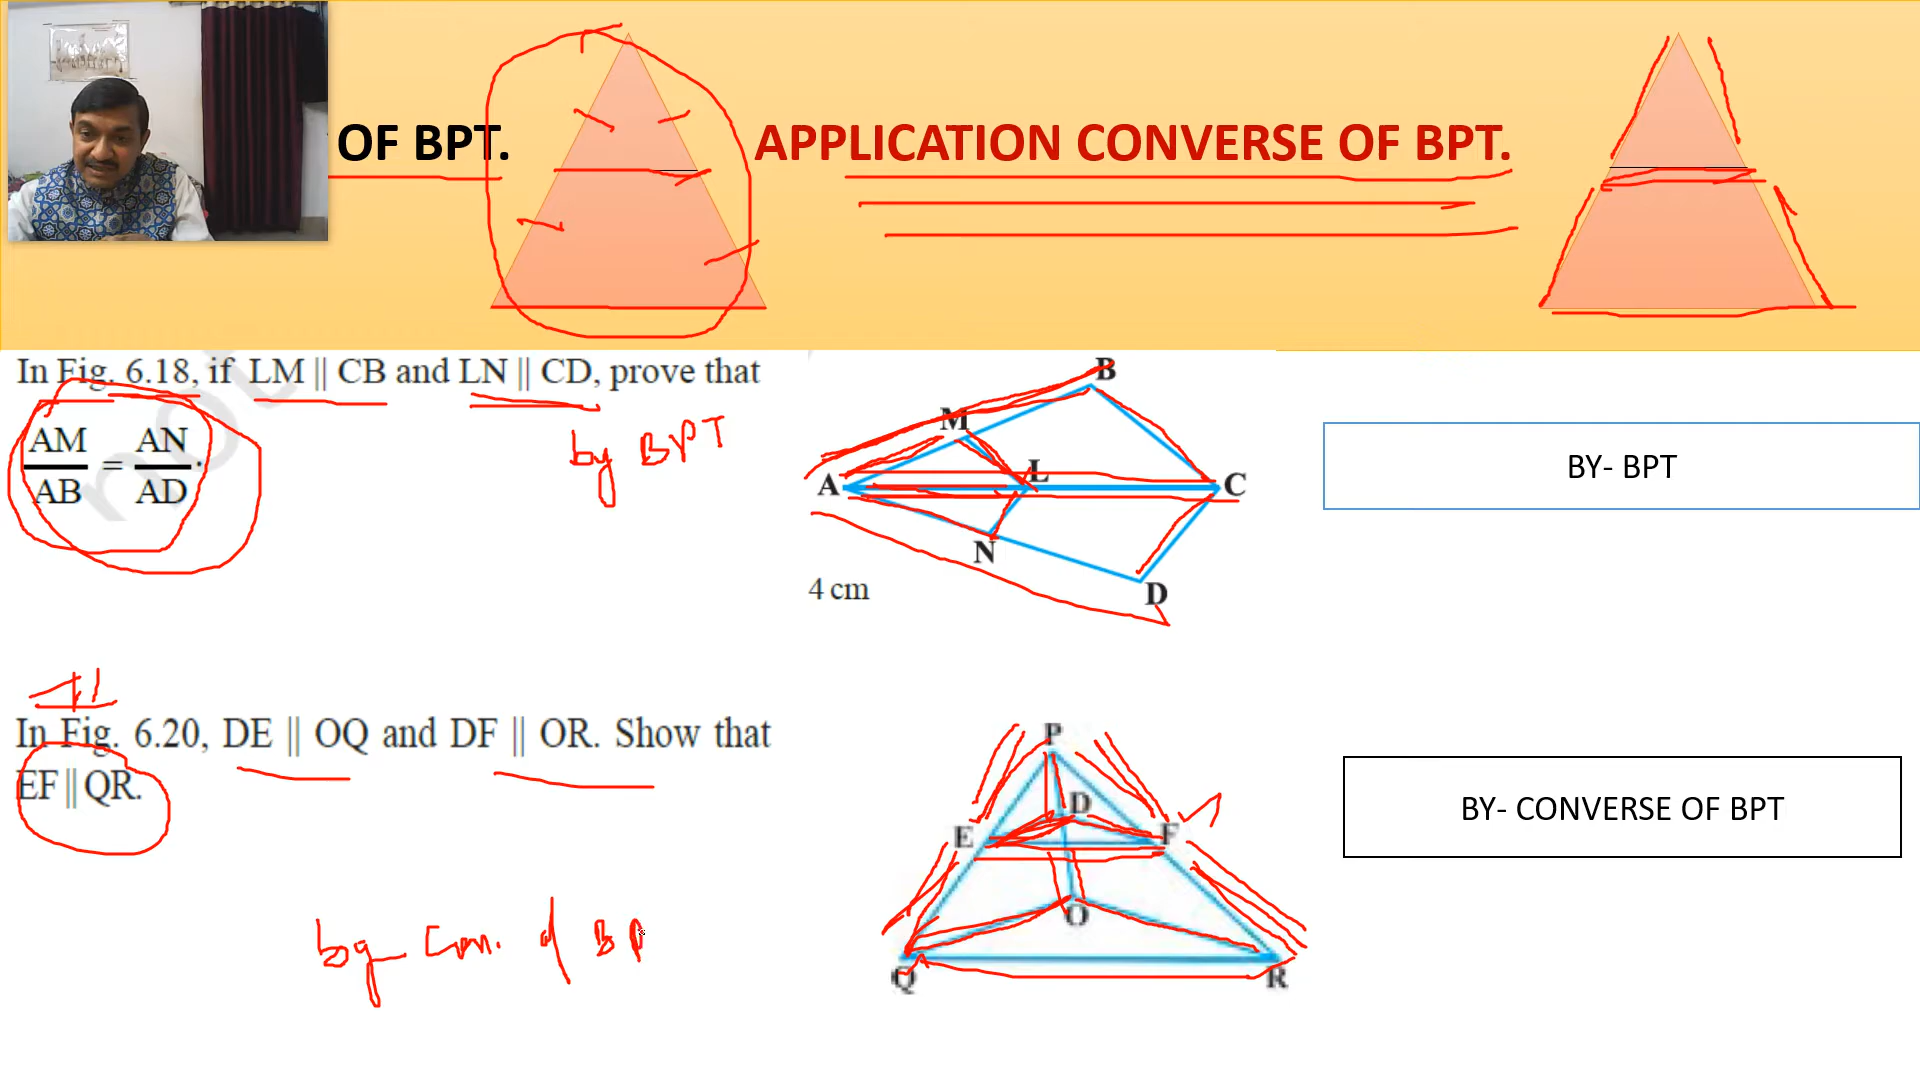 OF BPT.
APPLICATION CONVERSE OF BPT.
In Fig. 6.18, if LM || CB and LN || CD, prove that
AM/AB = AN/AD.
by BPT
B
M
A
L
C
N
D
4 cm
BY- BPT
In Fig. 6.20, DE || OQ and DF || OR. Show that
EF || QR.
P
D
E
F
O
Q
R
BY- CONVERSE OF BPT
by Con. of BP